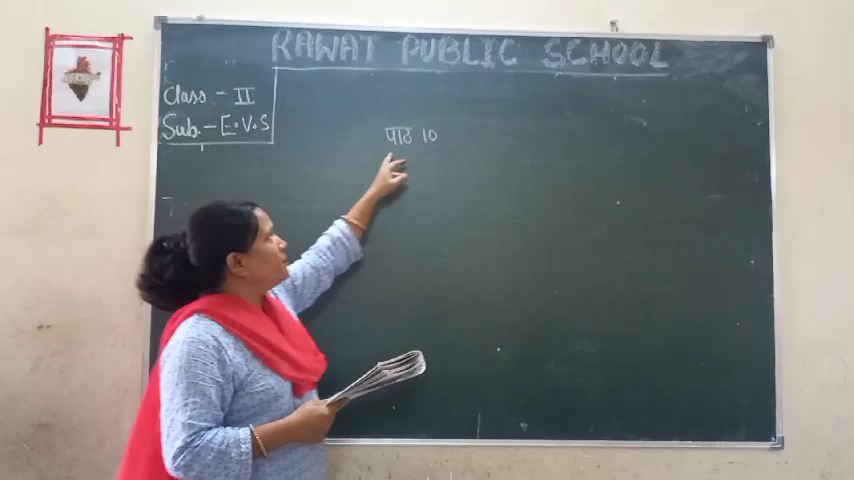 RAWAT PUBLIC SCHOOL
Class - II
Sub. - E.V.S
पाठ 10